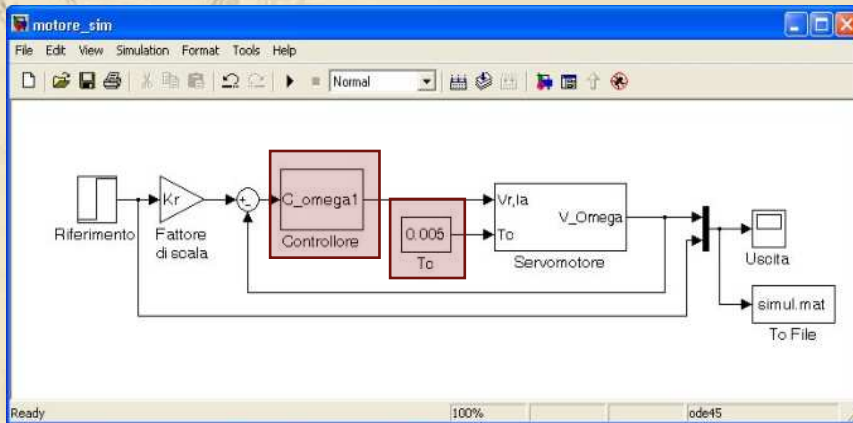 motore_sim
File Edit View Simulation Format Tools Help
Normal
Riferimento
Kr
Fattore
di scala
+-
C_omega1
Controllore
0.005
Tc
Vr,Ia
Tc
V_Omega
Servomotore
Uscita
simul.mat
To File
Ready 100% ode45